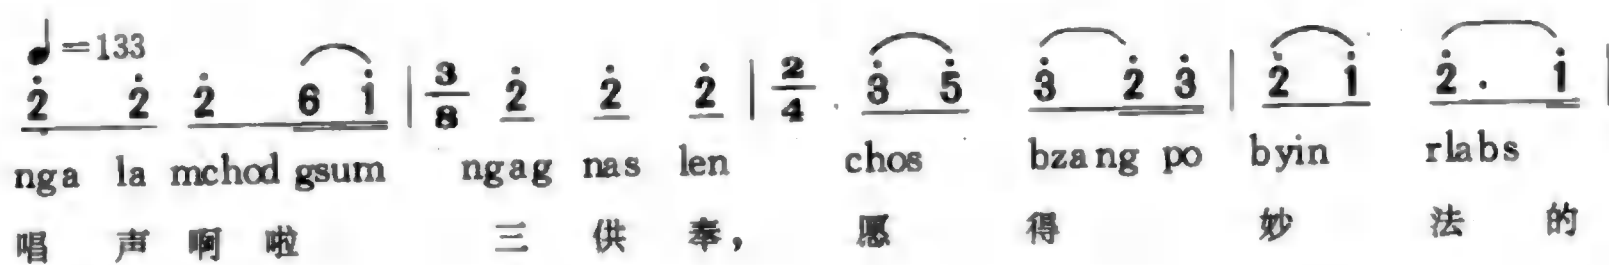 ♩=133
2̇ 2̇ 2̇ 6 1̇ | 3/8 2̇ 2̇ 2̇ | 2/4 3̇ 5̇ 3̇ 2̇ 3̇ | 2̇ 1̇ 2̇ . 1̇ |
nga la mchod gsum ngag nas len chos bzang po byin rlabs
唱 声 啊 啦 三 供 奉， 愿 得 妙 法 的